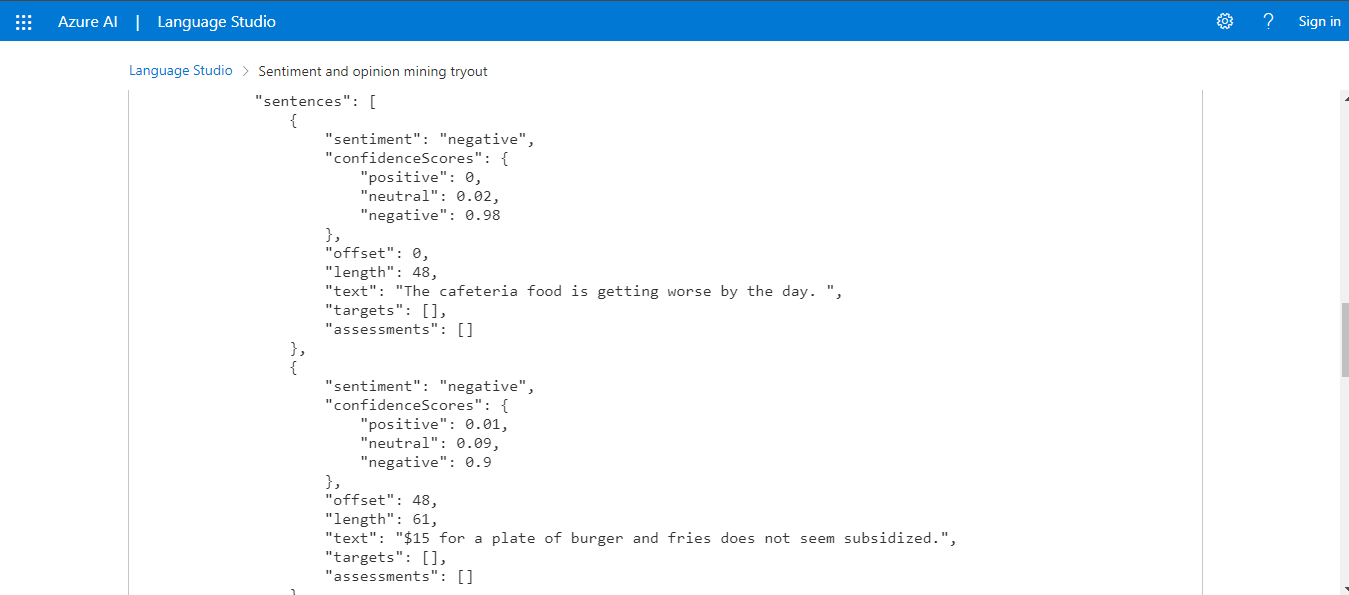 Azure AI | Language Studio ? Sign in
Language Studio > Sentiment and opinion mining tryout
"sentences": [
{
"sentiment": "negative",
"confidenceScores": {
"positive": 0,
"neutral": 0.02,
"negative": 0.98
},
"offset": 0,
"length": 48,
"text": "The cafeteria food is getting worse by the day. ",
"targets": [],
"assessments": []
},
{
"sentiment": "negative",
"confidenceScores": {
"positive": 0.01,
"neutral": 0.09,
"negative": 0.9
},
"offset": 48,
"length": 61,
"text": "$15 for a plate of burger and fries does not seem subsidized.",
"targets": [],
"assessments": []
}